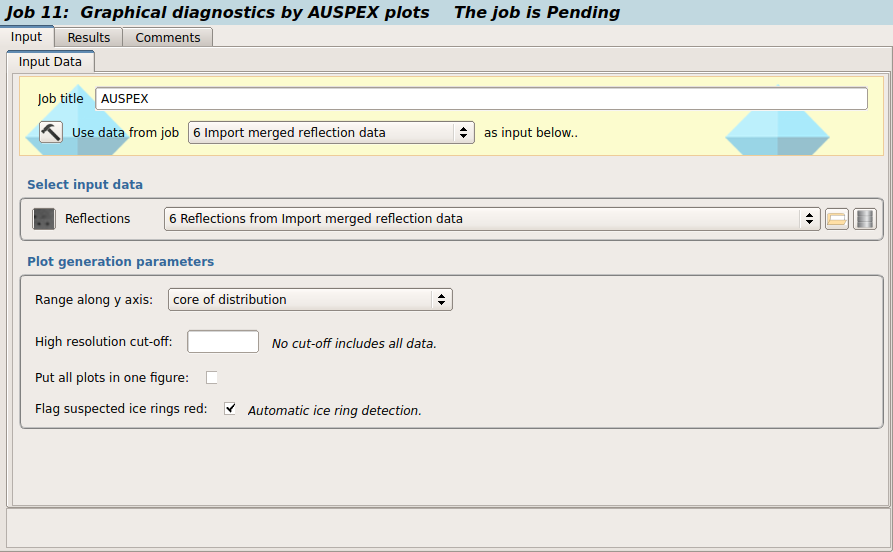 Job 11: Graphical diagnostics by AUSPEX plots The job is Pending
Input Results Comments
Input Data
Job title AUSPEX
Use data from job 6 Import merged reflection data as input below..
Select input data
Reflections 6 Reflections from Import merged reflection data
Plot generation parameters
Range along y axis: core of distribution
High resolution cut-off: No cut-off includes all data.
Put all plots in one figure:
Flag suspected ice rings red: Automatic ice ring detection.